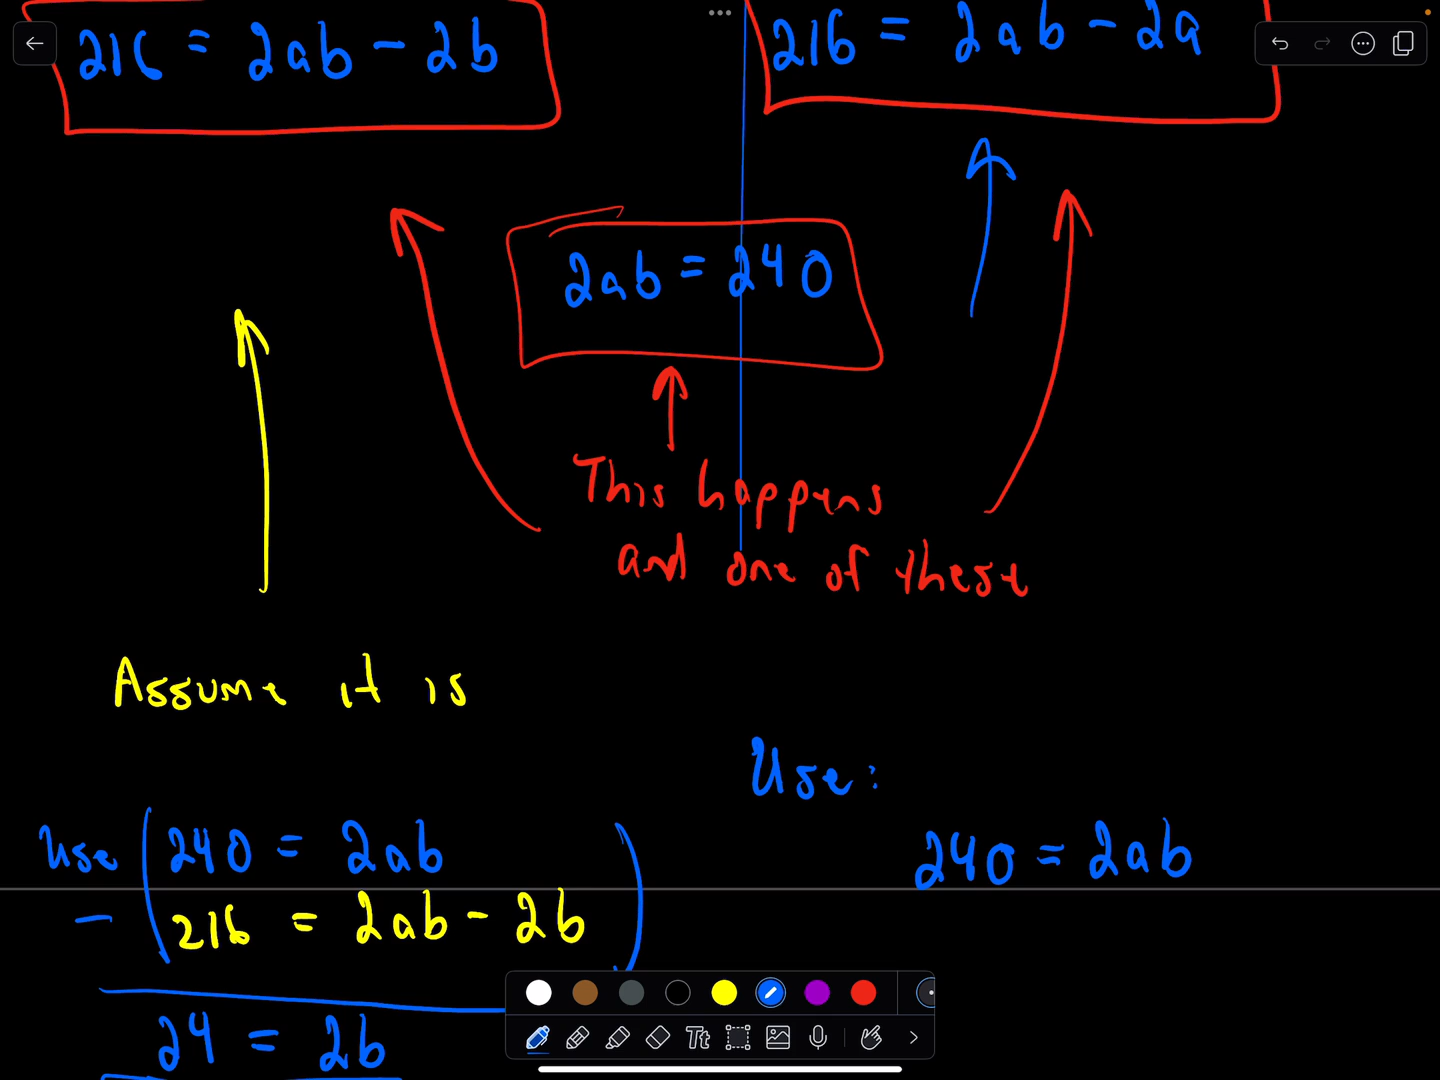 216 = 2ab - 2b
216 = 2ab - 2a
2ab = 240
This happens
and one of these
Assume it is
Use:
use (240 = 2ab
240 = 2ab
- 216 = 2ab - 2b)
24 = 2b
Tt